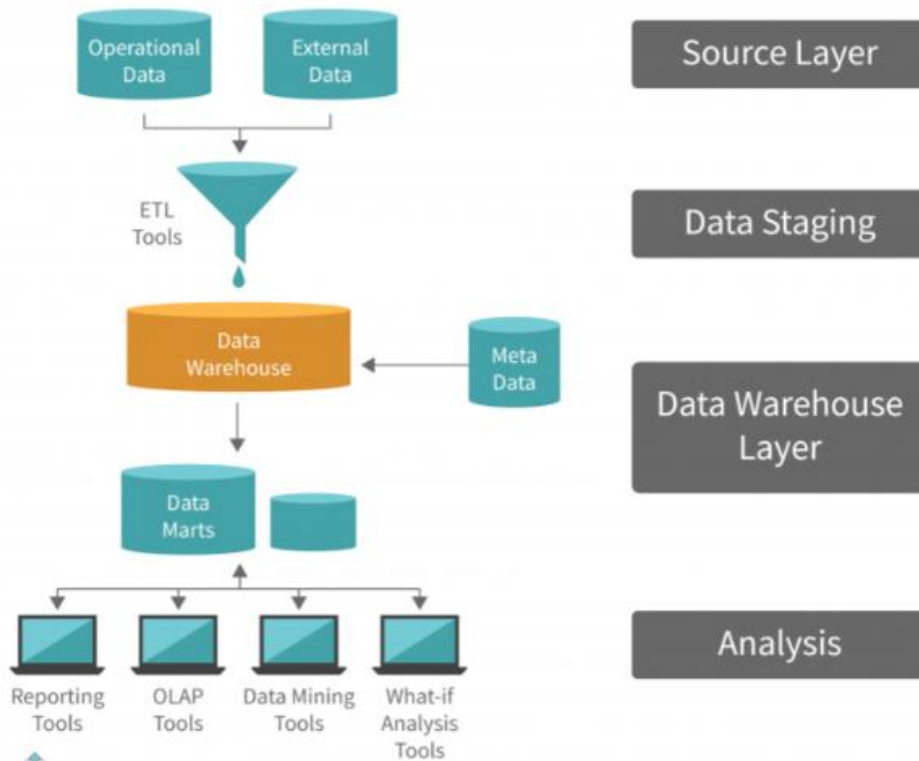 Operational
Data
External
Data
Source Layer
ETL
Tools
Data Staging
Data
Warehouse
Meta
Data
Data Warehouse
Layer
Data
Marts
Analysis
Reporting
Tools
OLAP
Tools
Data Mining
Tools
What-if
Analysis
Tools